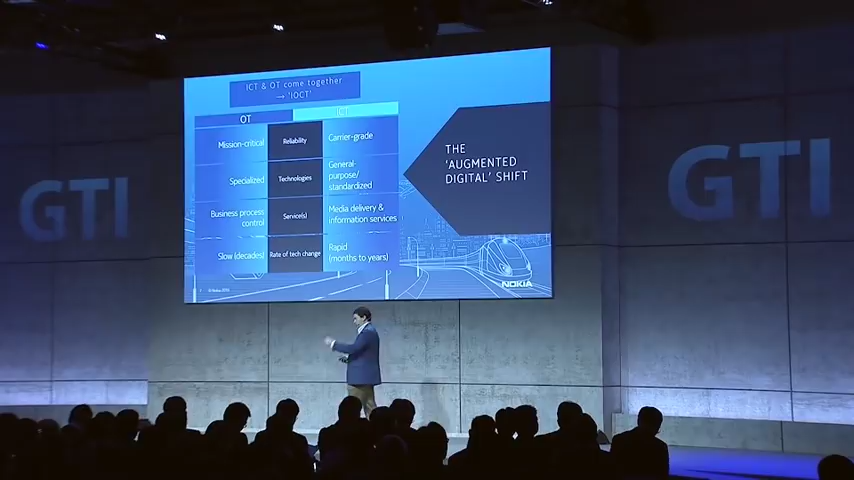 ICT & OT come together
→ 'IOCT'
OT
ICT
Mission-critical
Reliability
Carrier-grade
Specialized
Technologies
General-
purpose/
standardized
Business process
control
Service(s)
Media delivery &
information services
Slow (decades)
Rate of tech change
Rapid
(months to years)
THE
'AUGMENTED
DIGITAL' SHIFT
NOKIA
GTI
GTI